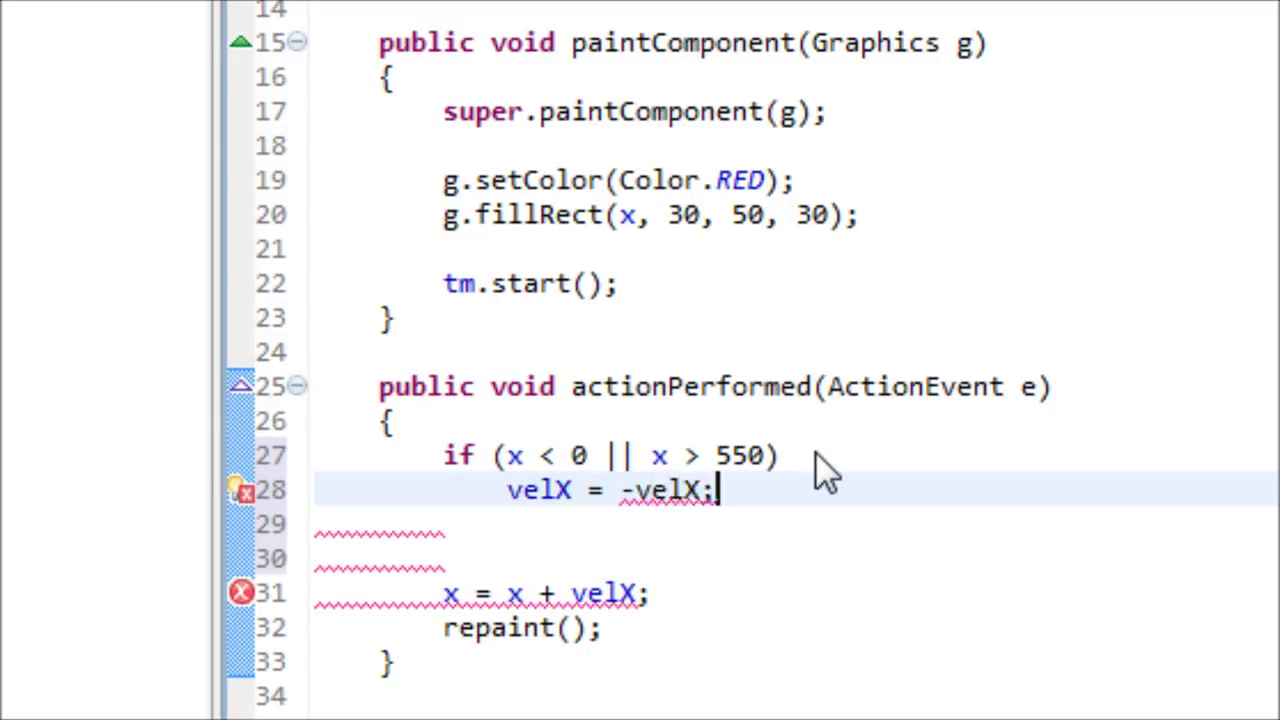 14
15 public void paintComponent(Graphics g)
16 {
17 super.paintComponent(g);
18
19 g.setColor(Color.RED);
20 g.fillRect(x, 30, 50, 30);
21
22 tm.start();
23 }
24
25 public void actionPerformed(ActionEvent e)
26 {
27 if (x < 0 || x > 550)
28 velX = -velX;
29
30
31 x = x + velX;
32 repaint();
33 }
34